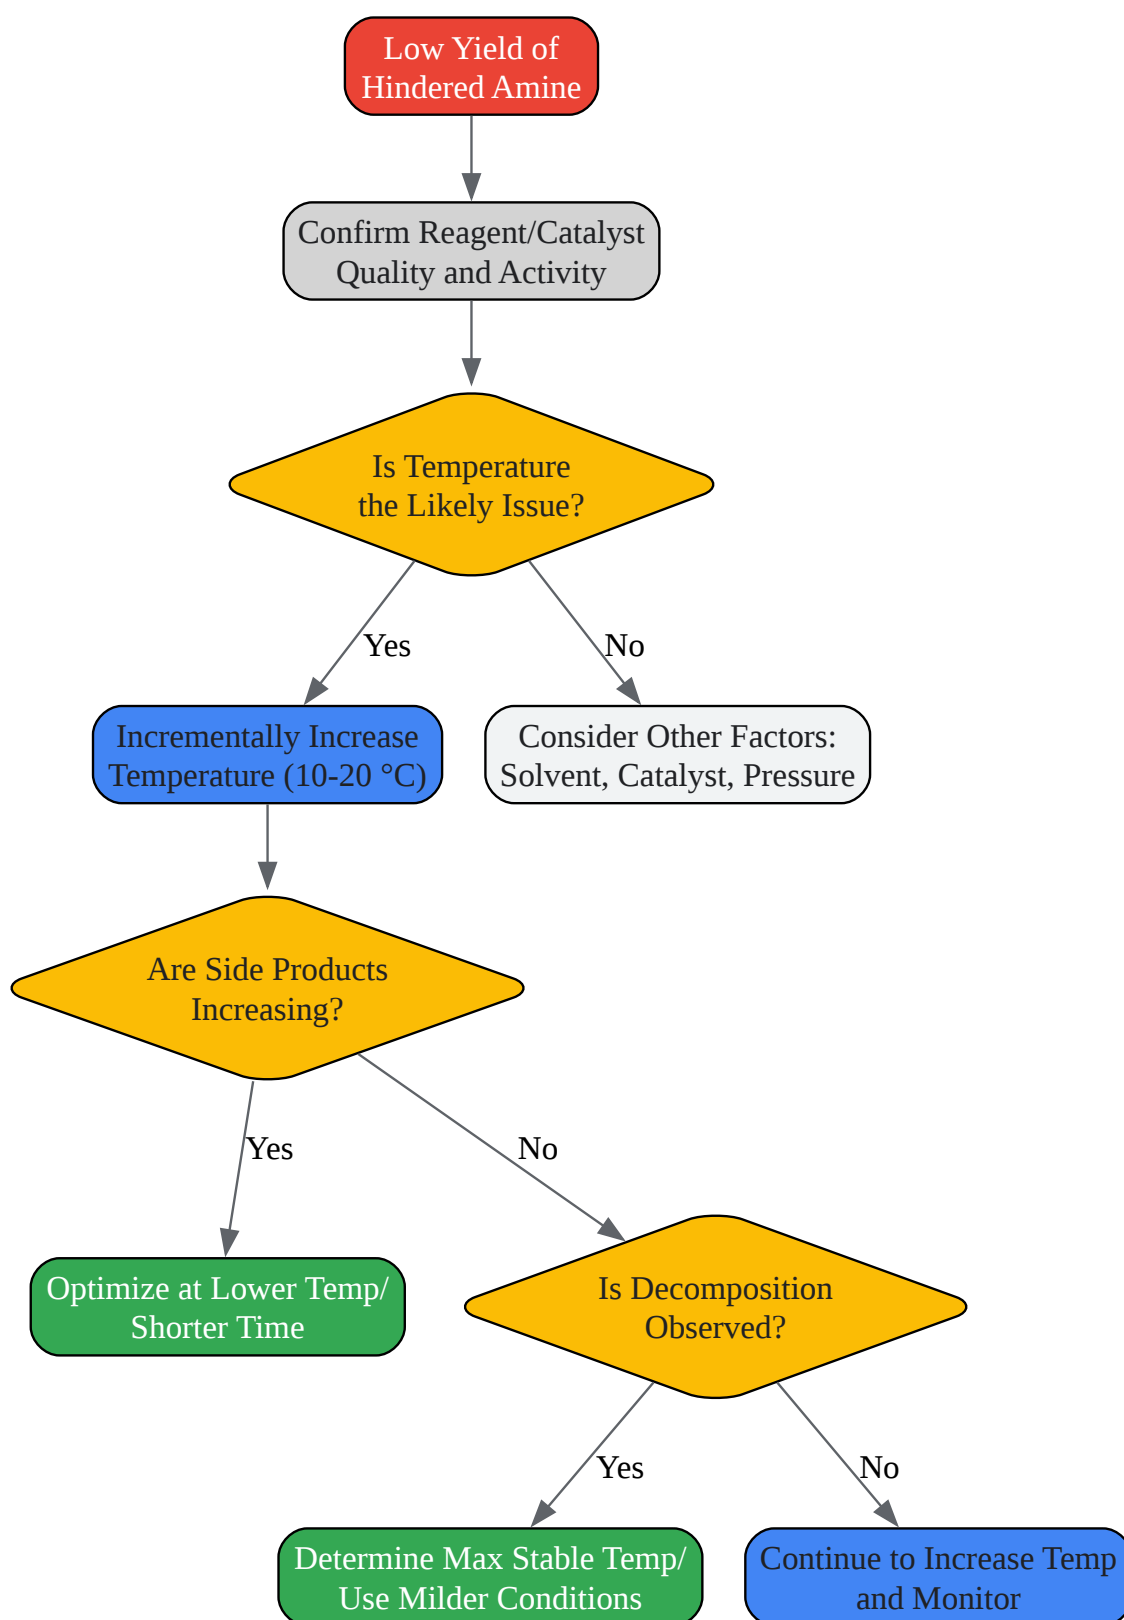 Low Yield of
Hindered Amine
Confirm Reagent/Catalyst
Quality and Activity
Is Temperature
the Likely Issue?
Yes
No
Incrementally Increase
Temperature (10-20 °C)
Consider Other Factors:
Solvent, Catalyst, Pressure
Are Side Products
Increasing?
Yes
No
Optimize at Lower Temp/
Shorter Time
Is Decomposition
Observed?
Yes
No
Determine Max Stable Temp/
Use Milder Conditions
Continue to Increase Temp
and Monitor